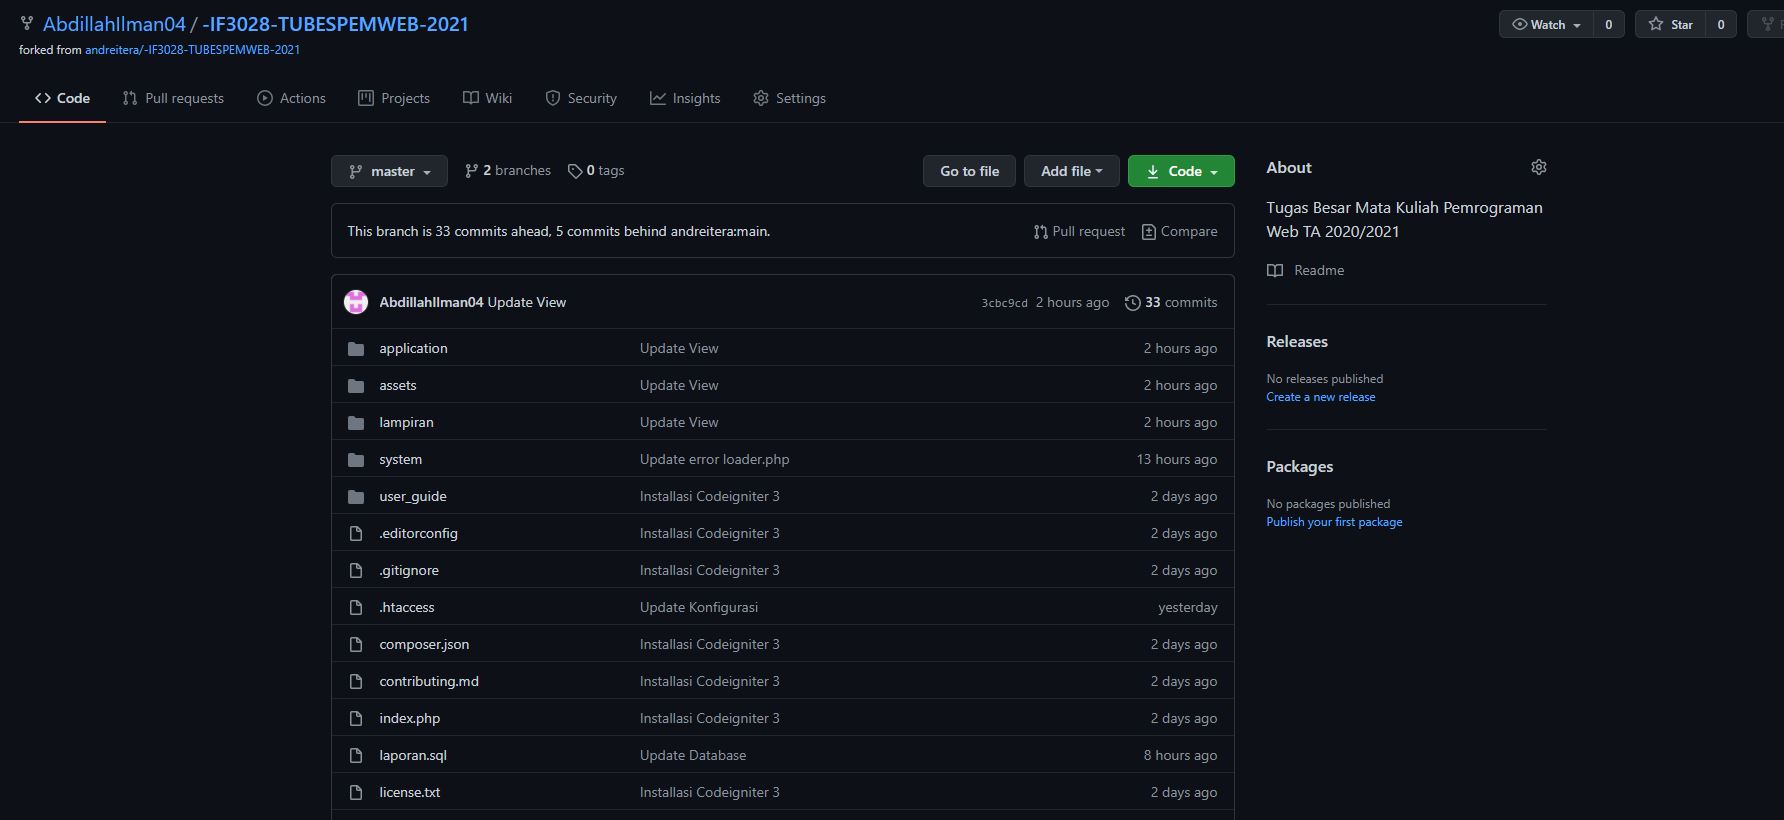 AbdillahIlman04 / -IF3028-TUBESPEMWEB-2021
Watch 0 Star 0
forked from andreitera/-IF3028-TUBESPEMWEB-2021
Code Pull requests Actions Projects Wiki Security Insights Settings
master 2 branches 0 tags Go to file Add file Code
This branch is 33 commits ahead, 5 commits behind andreitera:main. Pull request Compare
AbdillahIlman04 Update View 3cbc9cd 2 hours ago 33 commits
application Update View 2 hours ago
assets Update View 2 hours ago
lampiran Update View 2 hours ago
system Update error loader.php 13 hours ago
user_guide Installasi Codeigniter 3 2 days ago
.editorconfig Installasi Codeigniter 3 2 days ago
.gitignore Installasi Codeigniter 3 2 days ago
.htaccess Update Konfigurasi yesterday
composer.json Installasi Codeigniter 3 2 days ago
contributing.md Installasi Codeigniter 3 2 days ago
index.php Installasi Codeigniter 3 2 days ago
laporan.sql Update Database 8 hours ago
license.txt Installasi Codeigniter 3 2 days ago
About
Tugas Besar Mata Kuliah Pemrograman
Web TA 2020/2021
Readme
Releases
No releases published
Create a new release
Packages
No packages published
Publish your first package